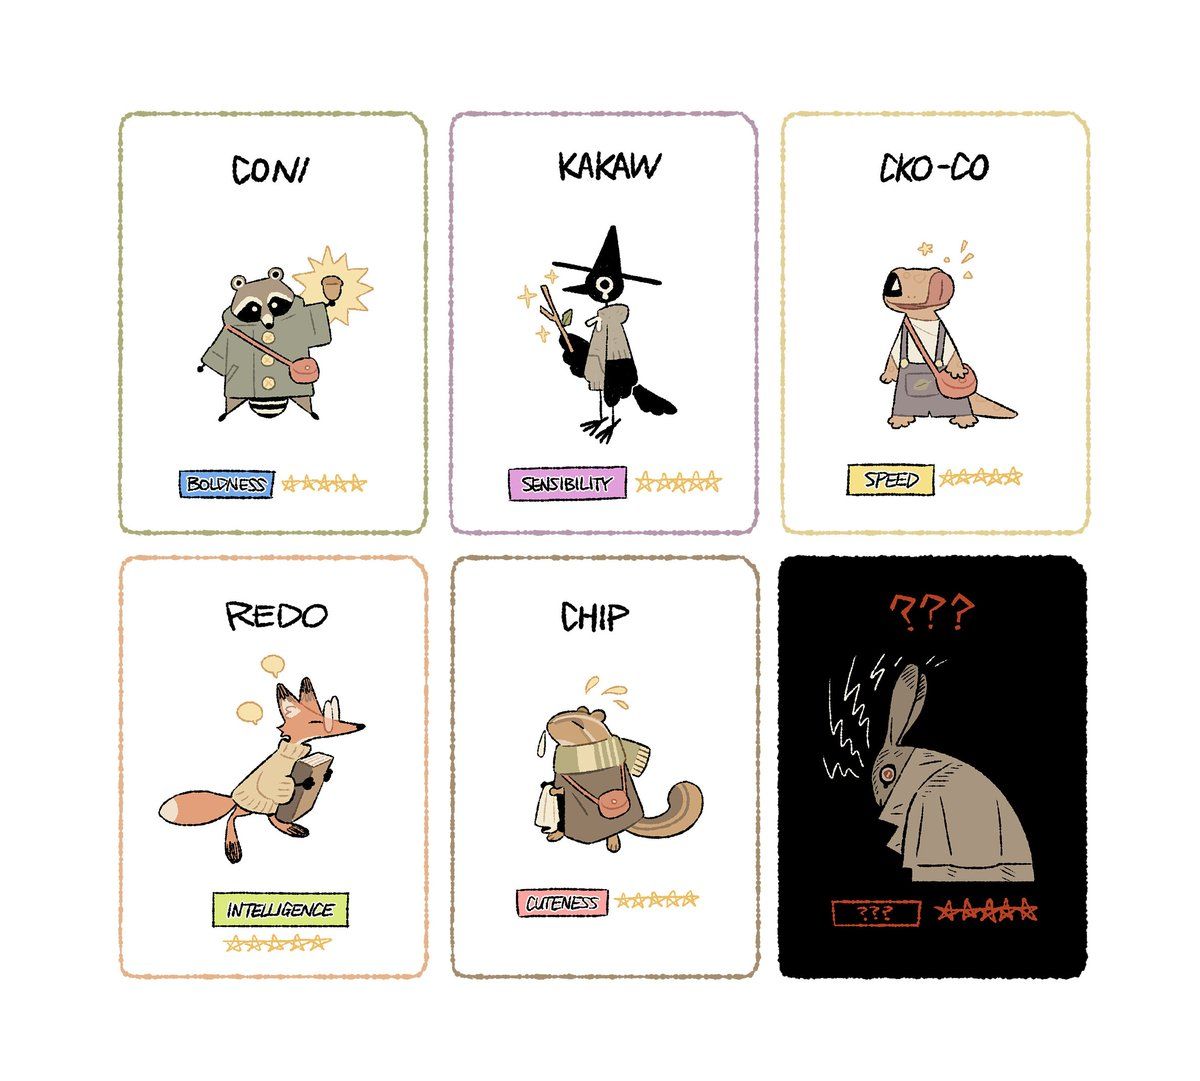 CONI
KAKAW
CKO-CO
BOLDNESS
SENSIBILITY
SPEED
REDO
CHIP
???
INTELLIGENCE
CUTENESS
???